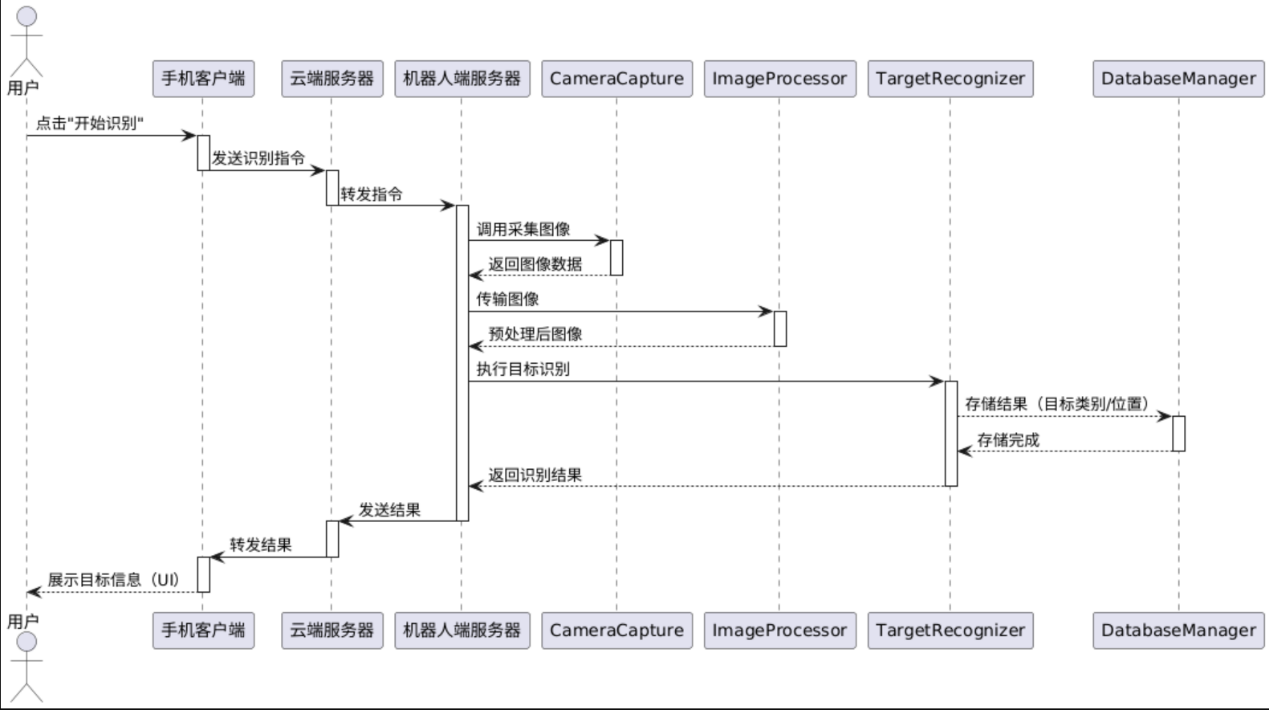 用户
手机客户端
云端服务器
机器人端服务器
CameraCapture
ImageProcessor
TargetRecognizer
DatabaseManager
点击"开始识别"
发送识别指令
转发指令
调用采集图像
返回图像数据
传输图像
预处理后图像
执行目标识别
存储结果（目标类别/位置）
存储完成
返回识别结果
发送结果
转发结果
展示目标信息（UI）
用户
手机客户端
云端服务器
机器人端服务器
CameraCapture
ImageProcessor
TargetRecognizer
DatabaseManager